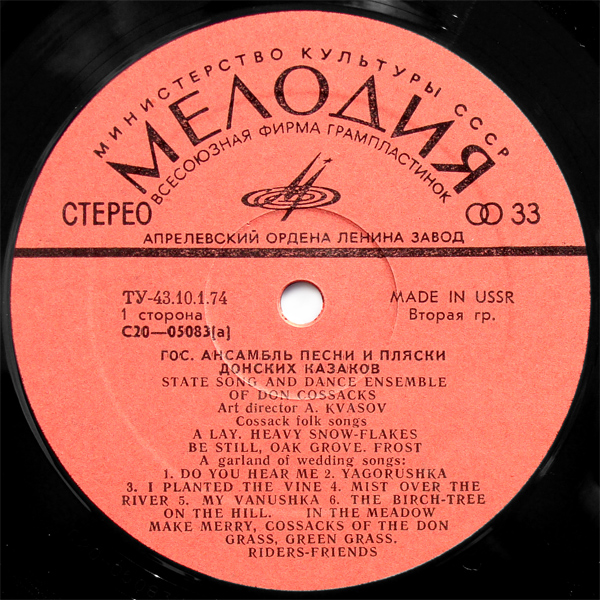 МИНИСТЕРСТВО КУЛЬТУРЫ СССР
МЕЛОДИЯ
ВСЕСОЮЗНАЯ ФИРМА ГРАМПЛАСТИНОК
СТЕРЕО
33
АПРЕЛЕВСКИЙ ОРДЕНА ЛЕНИНА ЗАВОД
ТУ-43.10.1.74
MADE IN USSR
1 сторона
Вторая гр.
С20—05083(а)
ГОС. АНСАМБЛЬ ПЕСНИ И ПЛЯСКИ
ДОНСКИХ КАЗАКОВ
STATE SONG AND DANCE ENSEMBLE
OF DON COSSACKS
Art director A. KVASOV
Cossack folk songs
A LAY. HEAVY SNOW-FLAKES
BE STILL, OAK GROVE. FROST
A garland of wedding songs:
1. DO YOU HEAR ME 2. YAGORUSHKA
3. I PLANTED THE VINE 4. MIST OVER THE
RIVER 5. MY VANUSHKA 6. THE BIRCH-TREE
ON THE HILL. IN THE MEADOW
MAKE MERRY, COSSACKS OF THE DON
GRASS, GREEN GRASS.
RIDERS-FRIENDS